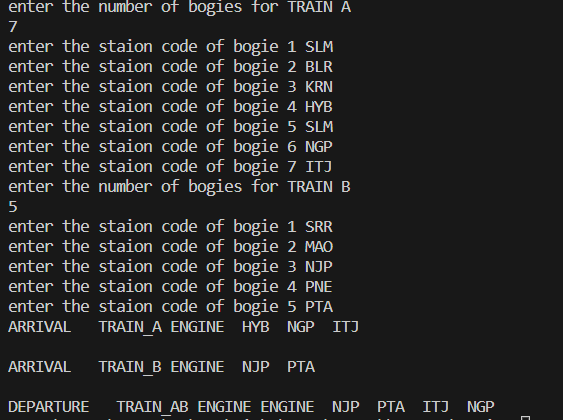 enter the number of bogies for TRAIN A
7
enter the staion code of bogie 1 SLM
enter the staion code of bogie 2 BLR
enter the staion code of bogie 3 KRN
enter the staion code of bogie 4 HYB
enter the staion code of bogie 5 SLM
enter the staion code of bogie 6 NGP
enter the staion code of bogie 7 ITJ
enter the number of bogies for TRAIN B
5
enter the staion code of bogie 1 SRR
enter the staion code of bogie 2 MAO
enter the staion code of bogie 3 NJP
enter the staion code of bogie 4 PNE
enter the staion code of bogie 5 PTA
ARRIVAL   TRAIN_A ENGINE  HYB  NGP  ITJ
ARRIVAL   TRAIN_B ENGINE  NJP  PTA
DEPARTURE   TRAIN_AB ENGINE ENGINE  NJP  PTA  ITJ  NGP